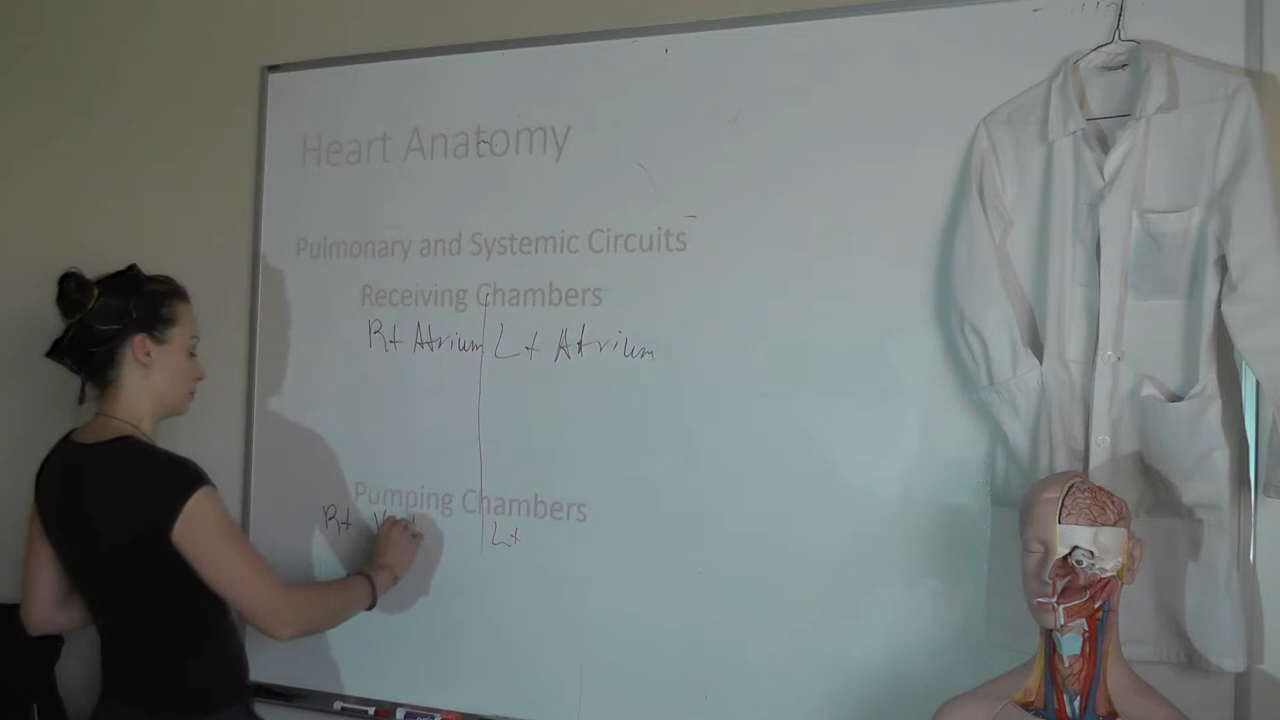 Heart Anatomy
Pulmonary and Systemic Circuits
Receiving Chambers
Rt Atrium Lt Atrium
Pumping Chambers
Rt Lt